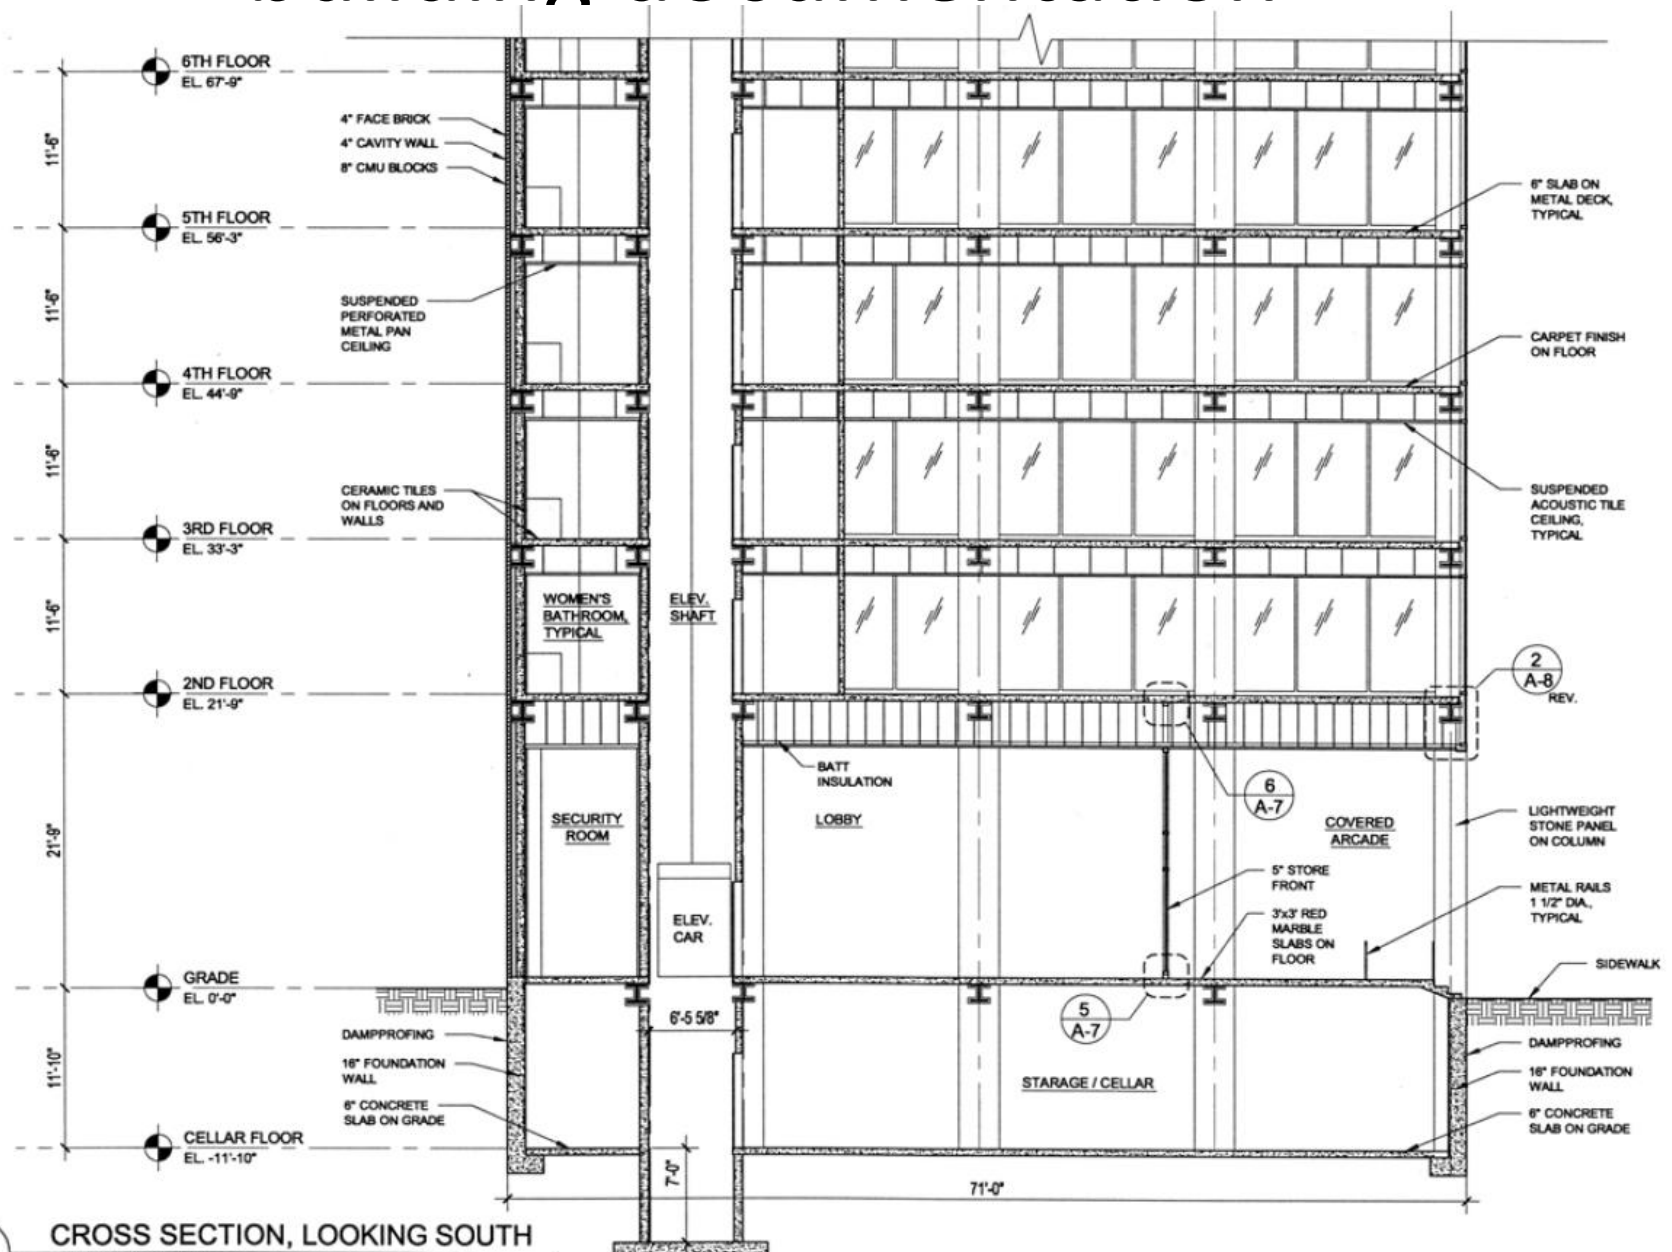 6TH FLOOR
EL. 67'-9"
11'-6"
4" FACE BRICK
4" CAVITY WALL
8" CMU BLOCKS
5TH FLOOR
EL. 56'-3"
6" SLAB ON
METAL DECK,
TYPICAL
11'-6"
SUSPENDED
PERFORATED
METAL PAN
CEILING
CARPET FINISH
ON FLOOR
4TH FLOOR
EL. 44'-9"
11'-6"
CERAMIC TILES
ON FLOORS AND
WALLS
SUSPENDED
ACOUSTIC TILE
CEILING,
TYPICAL
3RD FLOOR
EL. 33'-3"
11'-6"
WOMEN'S
BATHROOM,
TYPICAL
ELEV.
SHAFT
2ND FLOOR
EL. 21'-9"
2
A-8
REV.
BATT
INSULATION
6
A-7
21'-9"
SECURITY
ROOM
LOBBY
COVERED
ARCADE
LIGHTWEIGHT
STONE PANEL
ON COLUMN
5" STORE
FRONT
METAL RAILS
1 1/2" DIA.,
TYPICAL
ELEV.
CAR
3'x3' RED
MARBLE
SLABS ON
FLOOR
SIDEWALK
GRADE
EL. 0'-0"
6'-5 5/8"
5
A-7
11'-10"
DAMPPROFING
16" FOUNDATION
WALL
6" CONCRETE
SLAB ON GRADE
STARAGE / CELLAR
DAMPPROFING
16" FOUNDATION
WALL
6" CONCRETE
SLAB ON GRADE
CELLAR FLOOR
EL. -11'-10"
7'-0"
71'-0"
CROSS SECTION, LOOKING SOUTH